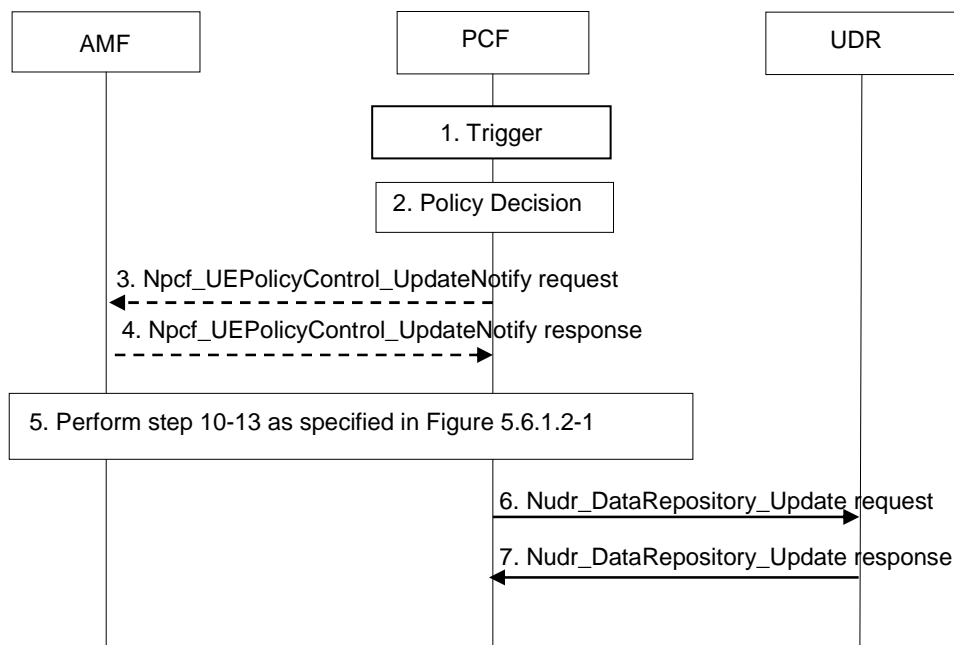 AMF
PCF
UDR
1. Trigger
2. Policy Decision
3. Npcf_UEPolicyControl_UpdateNotify request
4. Npcf_UEPolicyControl_UpdateNotify response
5. Perform step 10-13 as specified in Figure 5.6.1.2-1
6. Nudr_DataRepository_Update request
7. Nudr_DataRepository_Update response